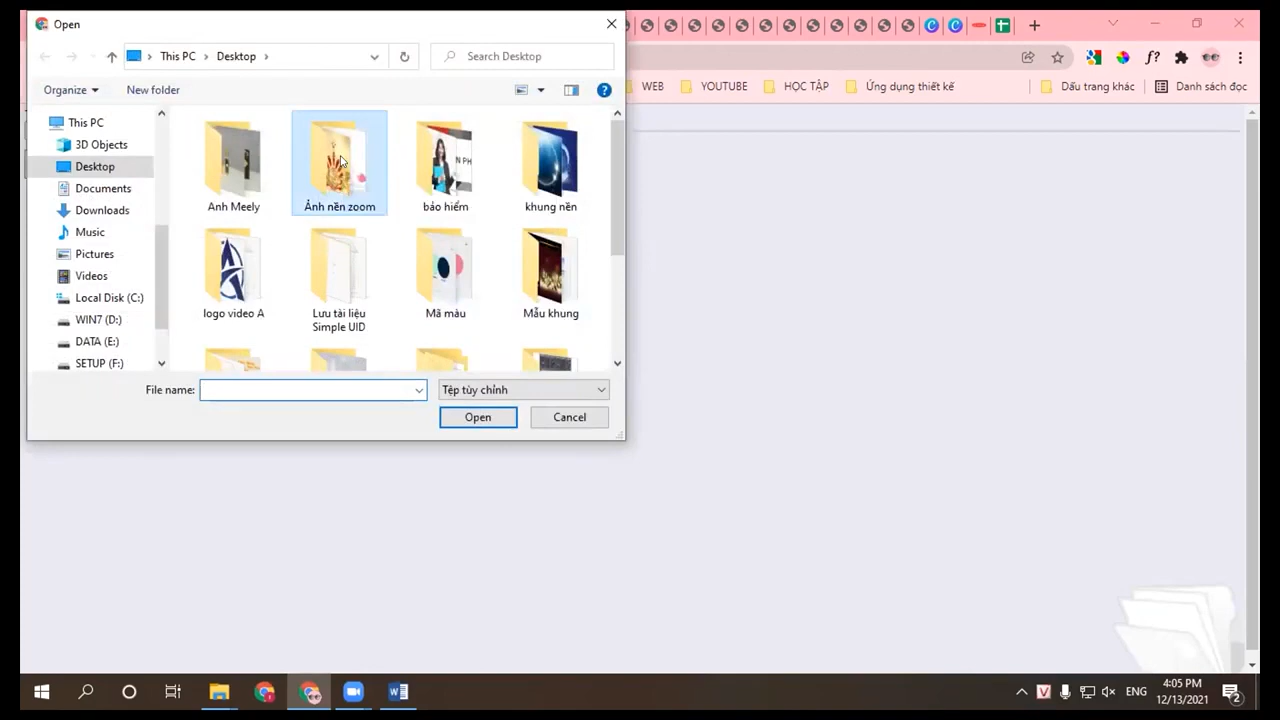 Open
This PC
Desktop
Search Desktop
WEB
YOUTUBE
HỌC TẬP
Ứng dụng thiết kế
Dấu trang khác
Danh sách đọc
Organize
New folder
This PC
3D Objects
Desktop
Documents
Downloads
Music
Pictures
Videos
Local Disk (C:)
WIN7 (D:)
DATA (E:)
SETUP (F:)
N PH
Anh Meely
Ảnh nền zoom
bảo hiểm
khung nền
logo video A
Lưu tài liệu
Simple UID
Mã màu
Mẫu khung
File name:
Tệp tùy chỉnh
Open
Cancel
ENG
4:05 PM
12/13/2021
2